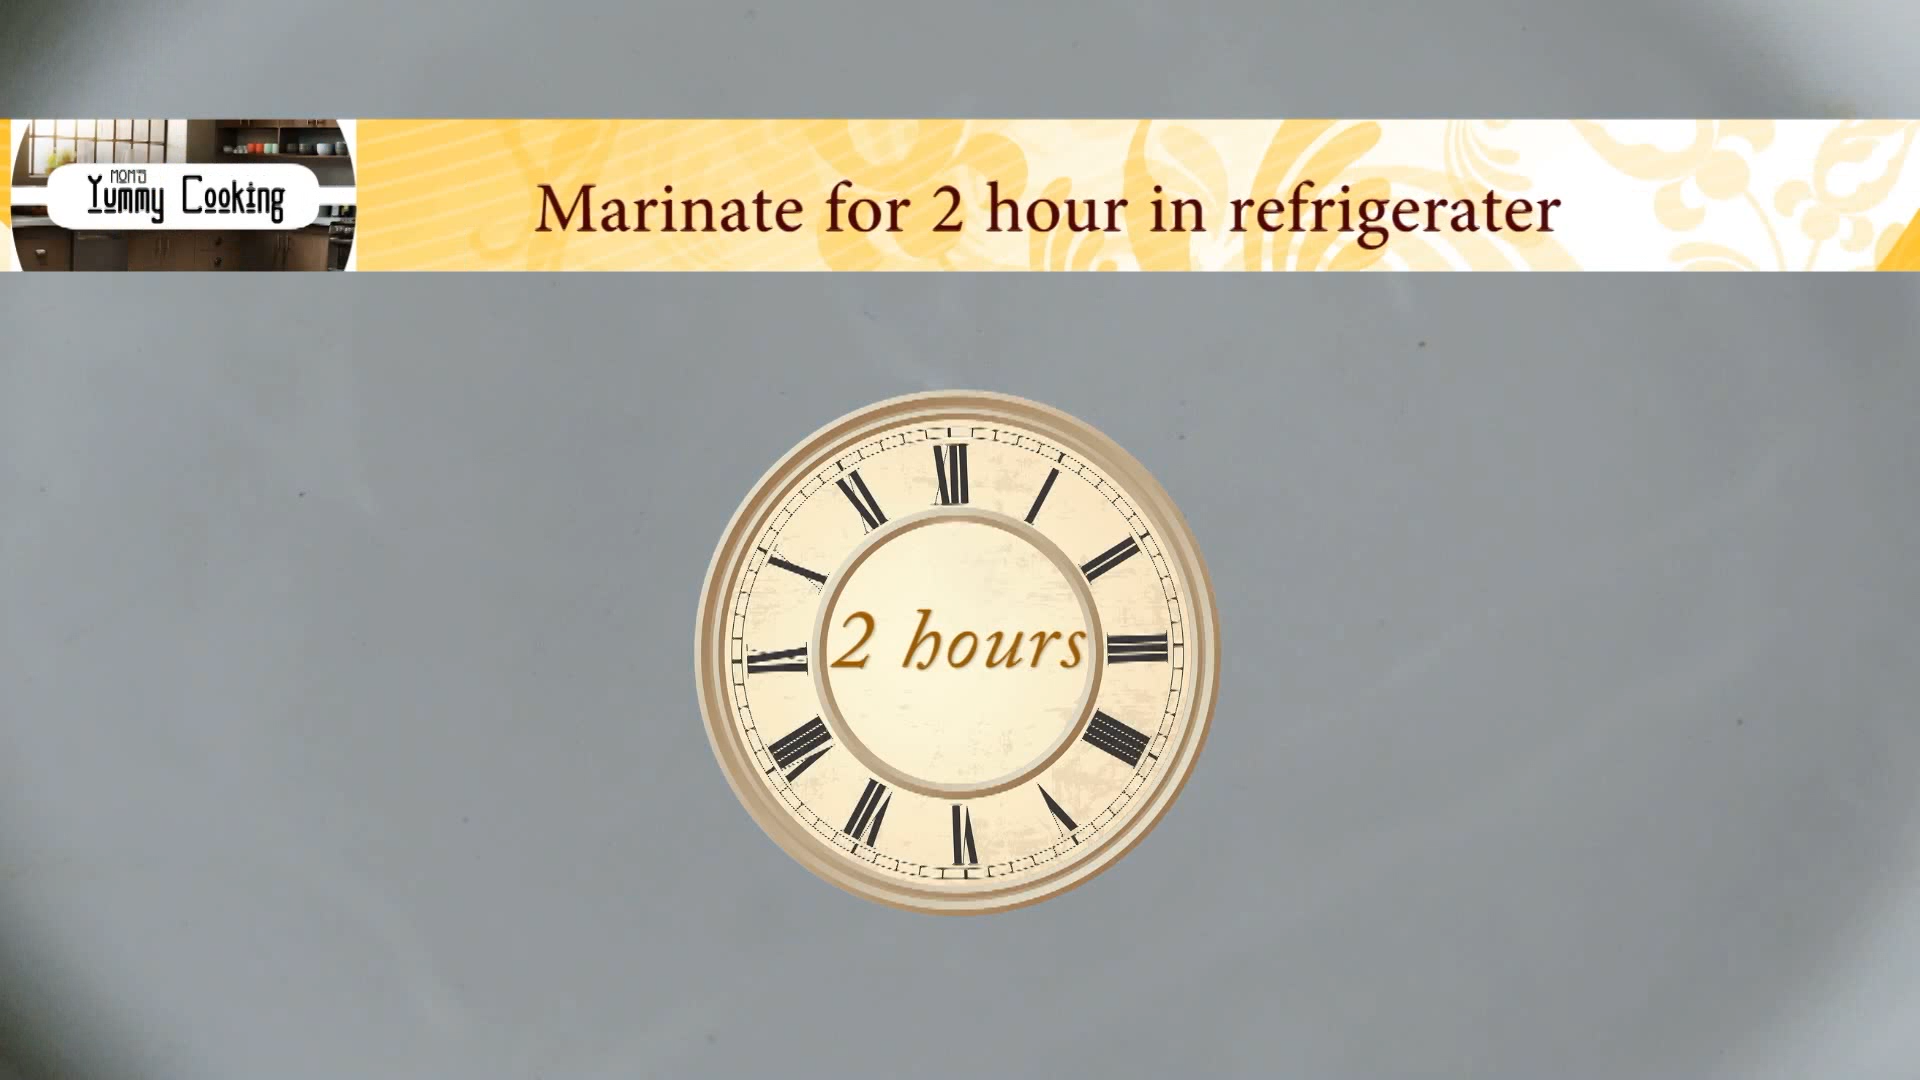 MOM'S
Yummy Cooking
Marinate for 2 hour in refrigerater
2 hours